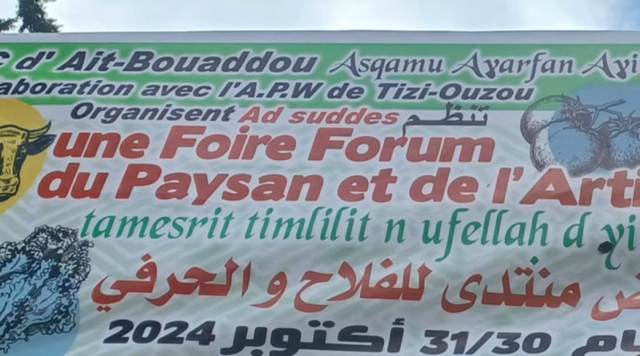 d' Ait-Bouaddou Asqamu Ayarfan
avec l'A.P.W de Tizi-Ouzou
Organisent Ad suddes تنظم
une Foire Forum
du Paysan et de l'Arti
tamesrit timlilit n ufellah d yi
منتدى للفلاح و الحرفي
31/30 أكتوبر 2024